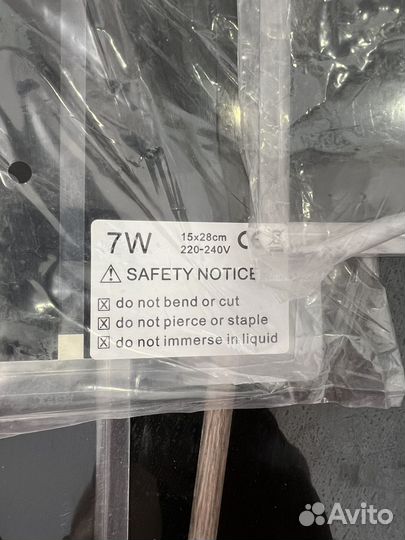 7W
15x28cm
220-240V
CE
⚠ SAFETY NOTICE
☒ do not bend or cut
☒ do not pierce or staple
☒ do not immerse in liquid
Avito